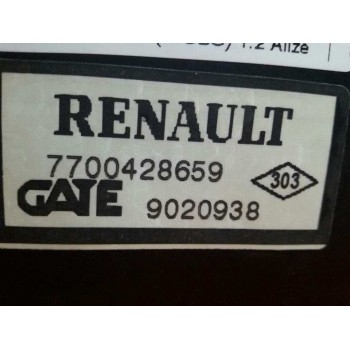 1.2 Alize
RENAULT
7700428659
303
GATE 9020938